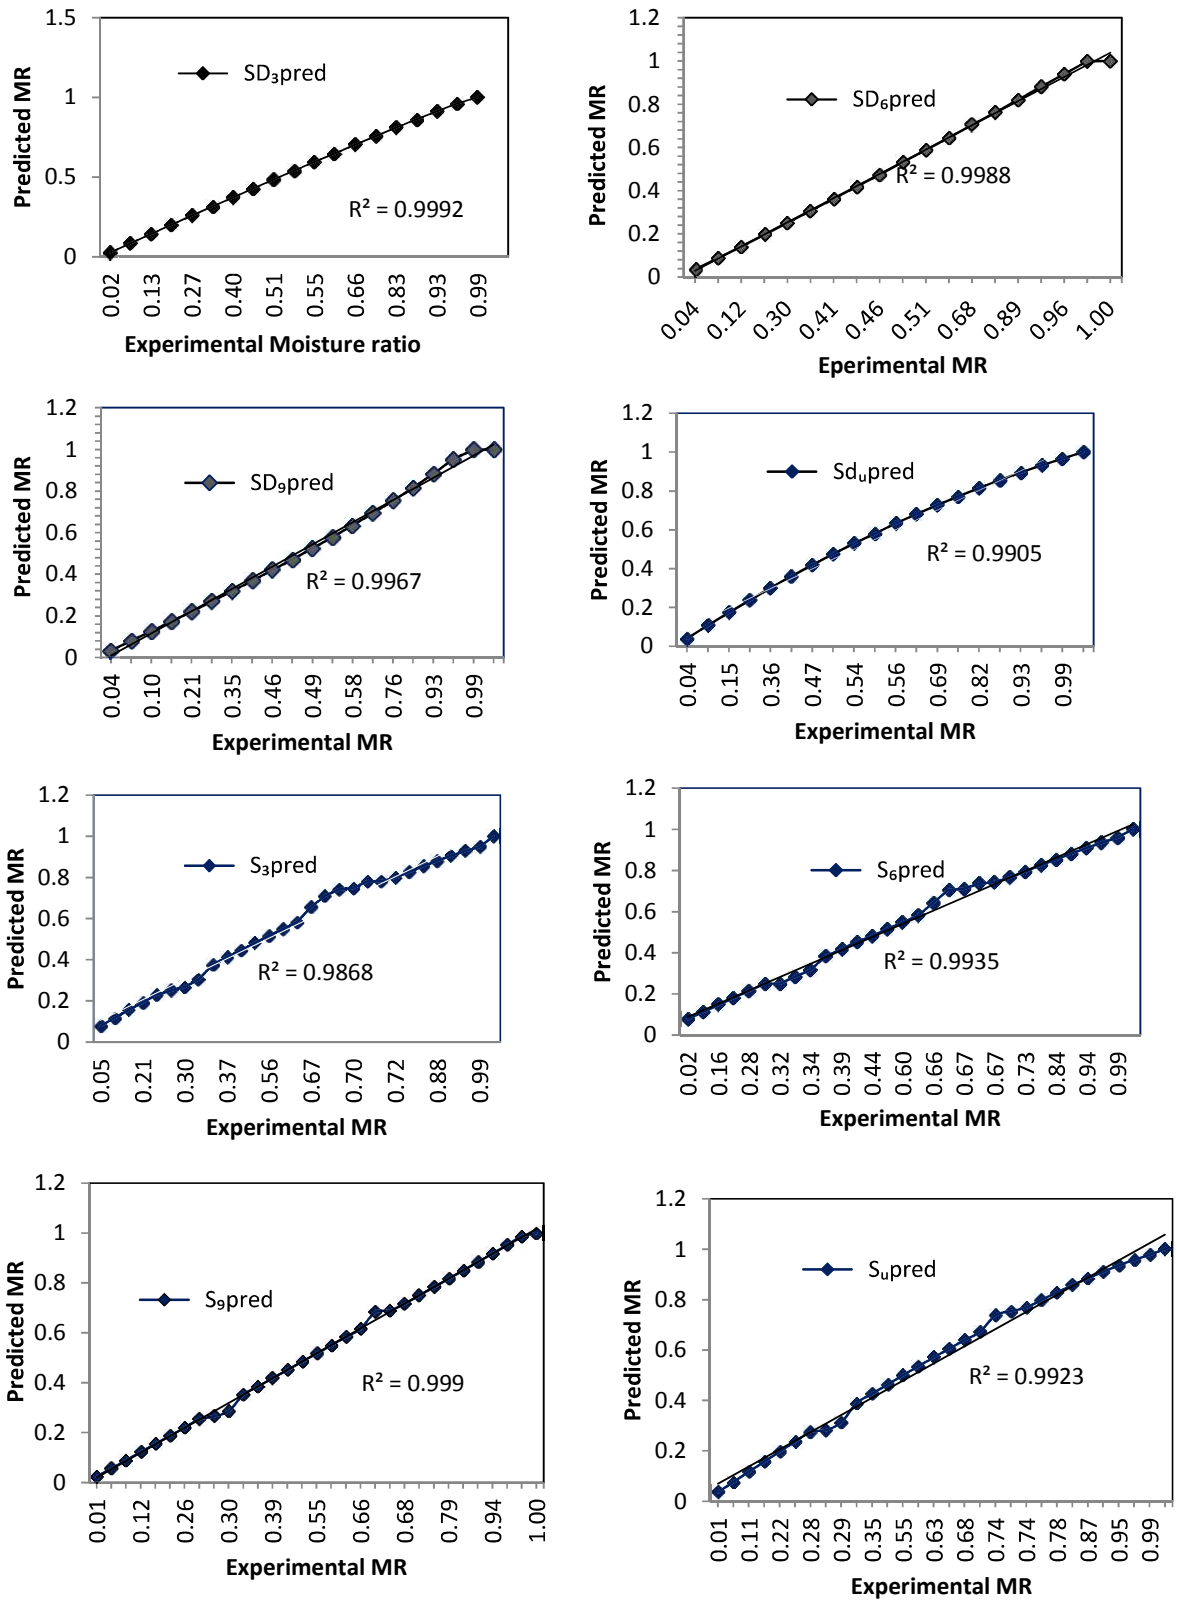 1.5
1
0.5
0
Predicted MR
SD₃pred
R² = 0.9992
0.02 0.13 0.27 0.40 0.51 0.55 0.66 0.83 0.93 0.99
Experimental Moisture ratio
1.2
1
0.8
0.6
0.4
0.2
0
Predicted MR
SD₆pred
R² = 0.9988
0.04 0.12 0.30 0.41 0.46 0.51 0.68 0.89 0.96 1.00
Eperimental MR
1.2
1
0.8
0.6
0.4
0.2
0
Predicted MR
SD₉pred
R² = 0.9967
0.04 0.10 0.21 0.35 0.46 0.49 0.58 0.76 0.93 0.99
Experimental MR
1.2
1
0.8
0.6
0.4
0.2
0
Predicted MR
Sdᵤpred
R² = 0.9905
0.04 0.15 0.36 0.47 0.54 0.56 0.69 0.82 0.93 0.99
Experimental MR
1.2
1
0.8
0.6
0.4
0.2
0
Predicted MR
S₃pred
R² = 0.9868
0.05 0.21 0.30 0.37 0.56 0.67 0.70 0.72 0.88 0.99
Experimental MR
1.2
1
0.8
0.6
0.4
0.2
0
Predicted MR
S₆pred
R² = 0.9935
0.02 0.16 0.28 0.32 0.34 0.39 0.44 0.60 0.66 0.67 0.67 0.73 0.84 0.94 0.99
Experimental MR
1.2
1
0.8
0.6
0.4
0.2
0
Predicted MR
S₉pred
R² = 0.999
0.01 0.12 0.26 0.30 0.39 0.55 0.66 0.68 0.79 0.94 1.00
Experimental MR
1.2
1
0.8
0.6
0.4
0.2
0
Predicted MR
Sᵤpred
R² = 0.9923
0.01 0.11 0.22 0.28 0.29 0.35 0.55 0.63 0.68 0.74 0.74 0.78 0.87 0.95 0.99
Experimental MR